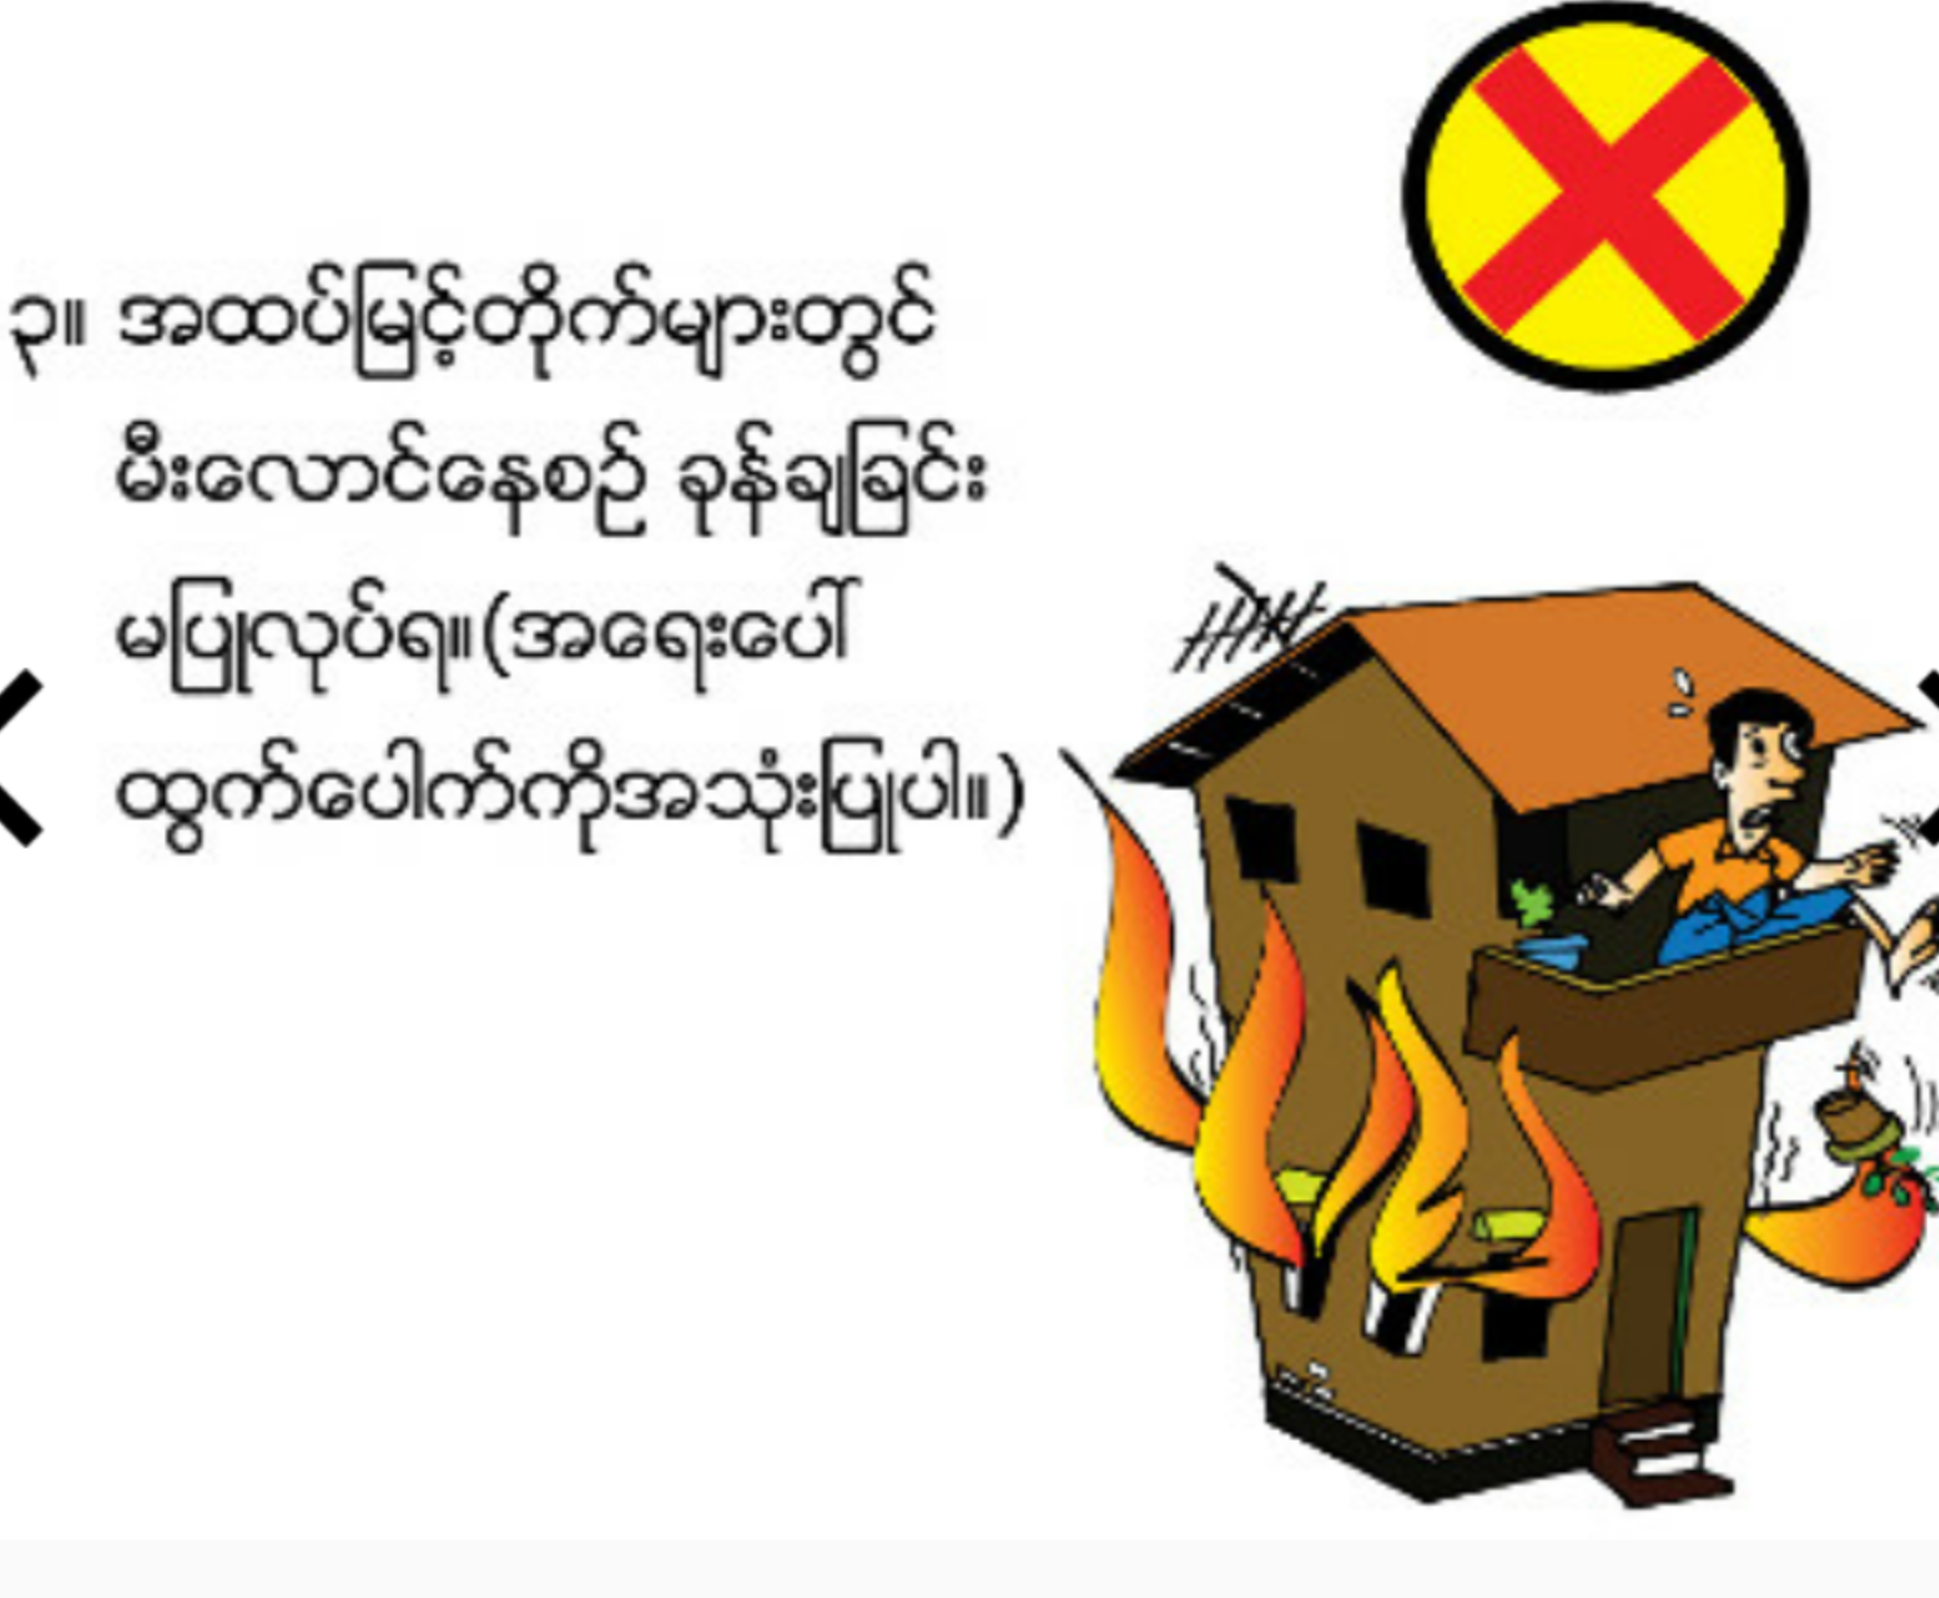 ၃။ အထပ်မြင့်တိုက်များတွင်
မီးလောင်နေစဉ် ခုန်ချခြင်း
မပြုလုပ်ရ။(အရေးပေါ်
ထွက်ပေါက်ကိုအသုံးပြုပါ။)